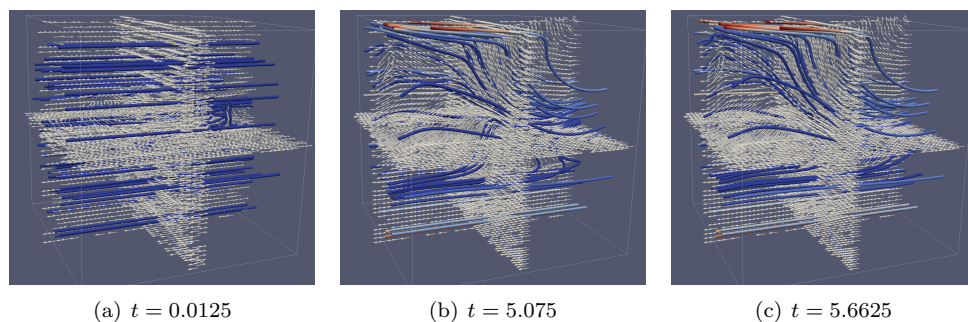 (a) t = 0.0125
(b) t = 5.075
(c) t = 5.6625